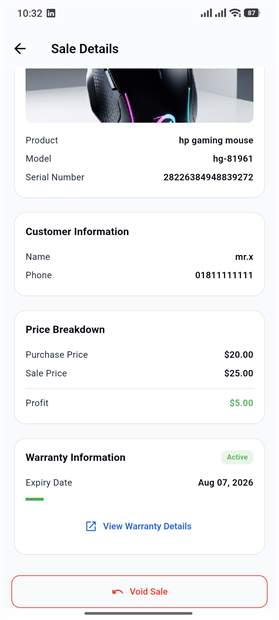 10:32
in
87
Sale Details
Product hp gaming mouse
Model hg-81961
Serial Number 28226384948839272
Customer Information
Name mr.x
Phone 01811111111
Price Breakdown
Purchase Price $20.00
Sale Price $25.00
Profit $5.00
Warranty Information Active
Expiry Date Aug 07, 2026
View Warranty Details
Void Sale